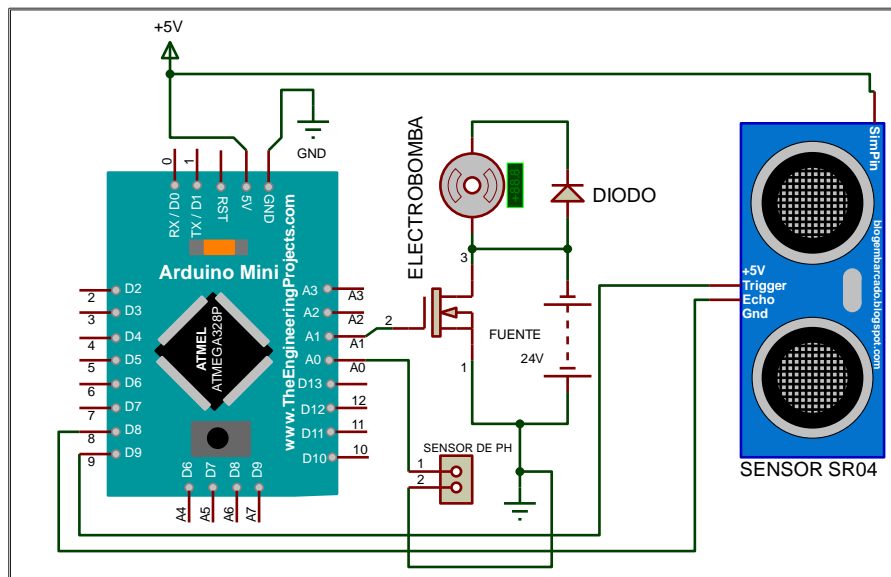 +5V
GND
0
1
RX / D0
TX / D1
RST
5V
GND
Arduino Mini
www.TheEngineeringProjects.com
ATMEL
ATMEGA328P
2
3
4
5
6
7
8
9
D2
D3
D4
D5
D6
D7
D8
D9
A3
A2
A1
A0
D13
D12
D11
D10
A3
A2
A1
A0
12
11
10
D6
D7
D8
D9
A4
A5
A6
A7
ELECTROBOMBA
+88.8
DIODO
3
2
1
FUENTE
24V
SENSOR DE PH
1
2
SimPin
blogembarcado.blogspot.com
+5V
Trigger
Echo
Gnd
SENSOR SR04